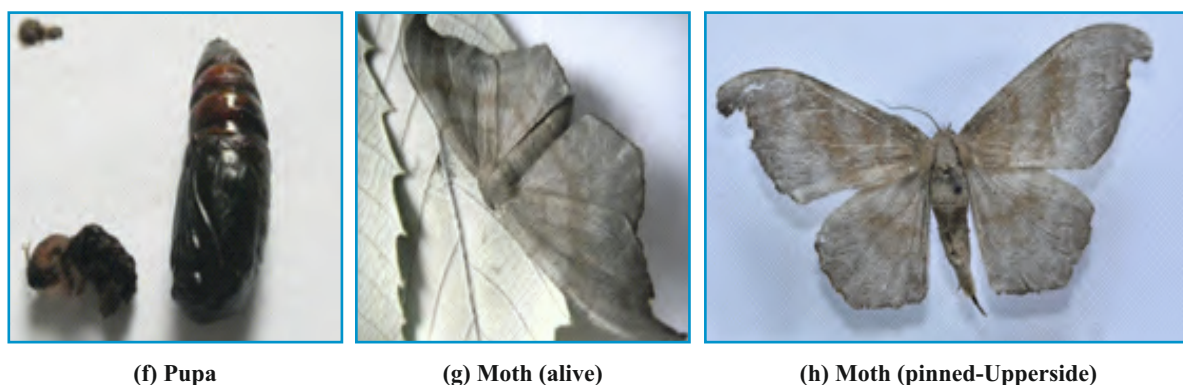 (f) Pupa
(g) Moth (alive)
(h) Moth (pinned-Upperside)